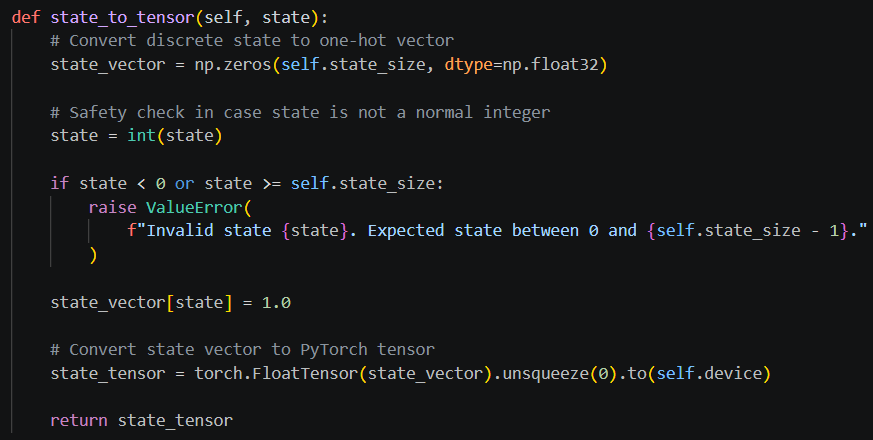 def state_to_tensor(self, state):
    # Convert discrete state to one-hot vector
    state_vector = np.zeros(self.state_size, dtype=np.float32)

    # Safety check in case state is not a normal integer
    state = int(state)

    if state < 0 or state >= self.state_size:
        raise ValueError(
            f"Invalid state {state}. Expected state between 0 and {self.state_size - 1}."
        )

    state_vector[state] = 1.0

    # Convert state vector to PyTorch tensor
    state_tensor = torch.FloatTensor(state_vector).unsqueeze(0).to(self.device)

    return state_tensor